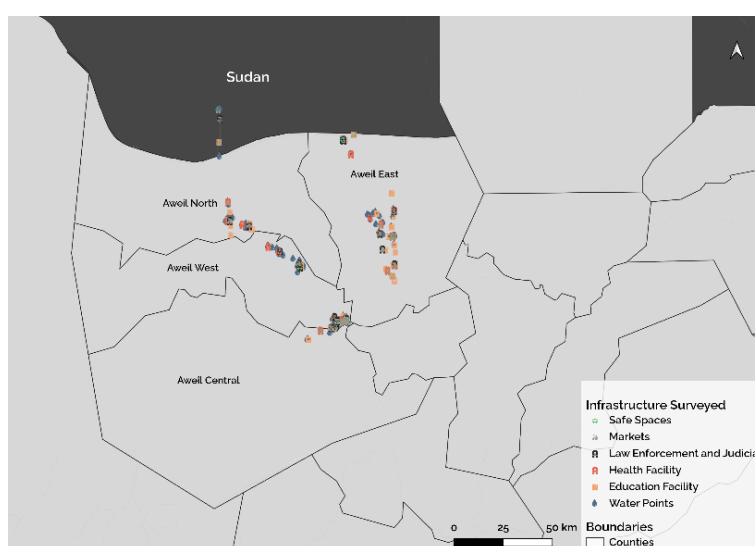 Sudan
Aweil East
Aweil North
Aweil West
Aweil Central
Infrastructure Surveyed
Safe Spaces
Markets
Law Enforcement and Judicia
Health Facility
Education Facility
Water Points
0 25 50 km
Boundaries
Counties